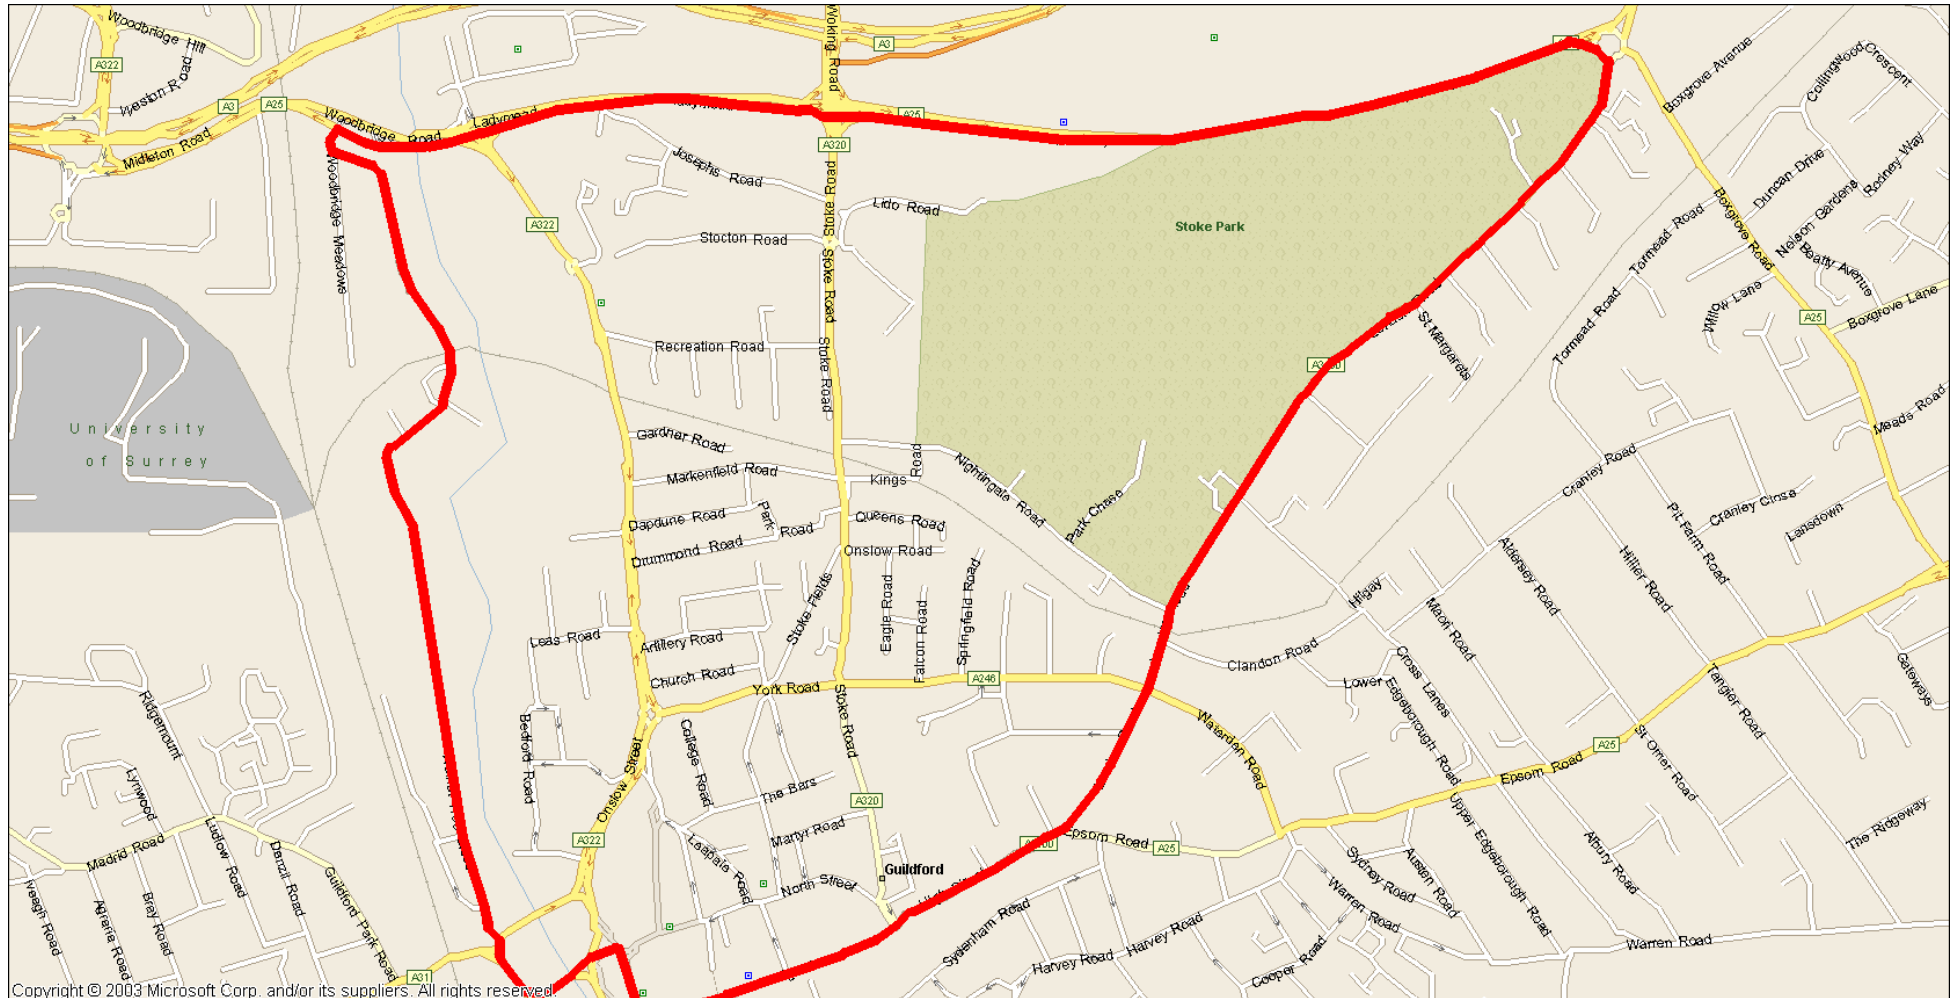 Woodbridge Hill
A322
Weston Road
A3
A25
Midleton Road
Woodbridge Road
Ladymead
Woking Road
A3
A25
A320
Boxgrove Avenue
Collingwood Crescent
Duncan Drive
Rodney Way
Nelson Gardens
Beatty Avenue
Boxgrove Road
Tormead Road
Willow Lane
Boxgrove Lane
A25
Tormead Road
Meads Road
Woodbridge Meadows
Josephs Road
Lido Road
Stoke Road
Stocton Road
Stoke Road
A322
Stoke Park
St Margarets
Recreation Road
Stoke Road
University
of Surrey
Gardner Road
Markenfield Road
Kings Road
Nightingale Road
Park Chase
Dapdune Road
Park Road
Queens Road
Drummond Road
Onslow Road
Cranley Road
Cranley Close
Lansdown
Pit Farm Road
Hillier Road
Aldersey Road
Maori Road
Hilgay
Stoke Fields
Eagle Road
Falcon Road
Springfield Road
Leas Road
Artillery Road
Church Road
York Road
A246
Clandon Road
Cross Lanes
Lower Edgeborough Road
Gateways
Tangier Road
Ridgemount
Lynwood
Bedford Road
Onslow Street
College Road
Stoke Road
Waterden Road
A25
St Omer Road
Epsom Road
The Bars
A320
Martyr Road
Upper Edgeborough Road
The Ridgeway
Madrid Road
Ludlow Road
Denzil Road
Guildford Park Road
A322
Leapale Road
North Street
Guildford
Epsom Road
A25
Sydney Road
Austen Road
Albury Road
Iveagh Road
Agraria Road
Bray Road
A31
Sydenham Road
Harvey Road
Harvey Road
Cooper Road
Warren Road
Warren Road
Copyright © 2003 Microsoft Corp. and/or its suppliers. All rights reserved.